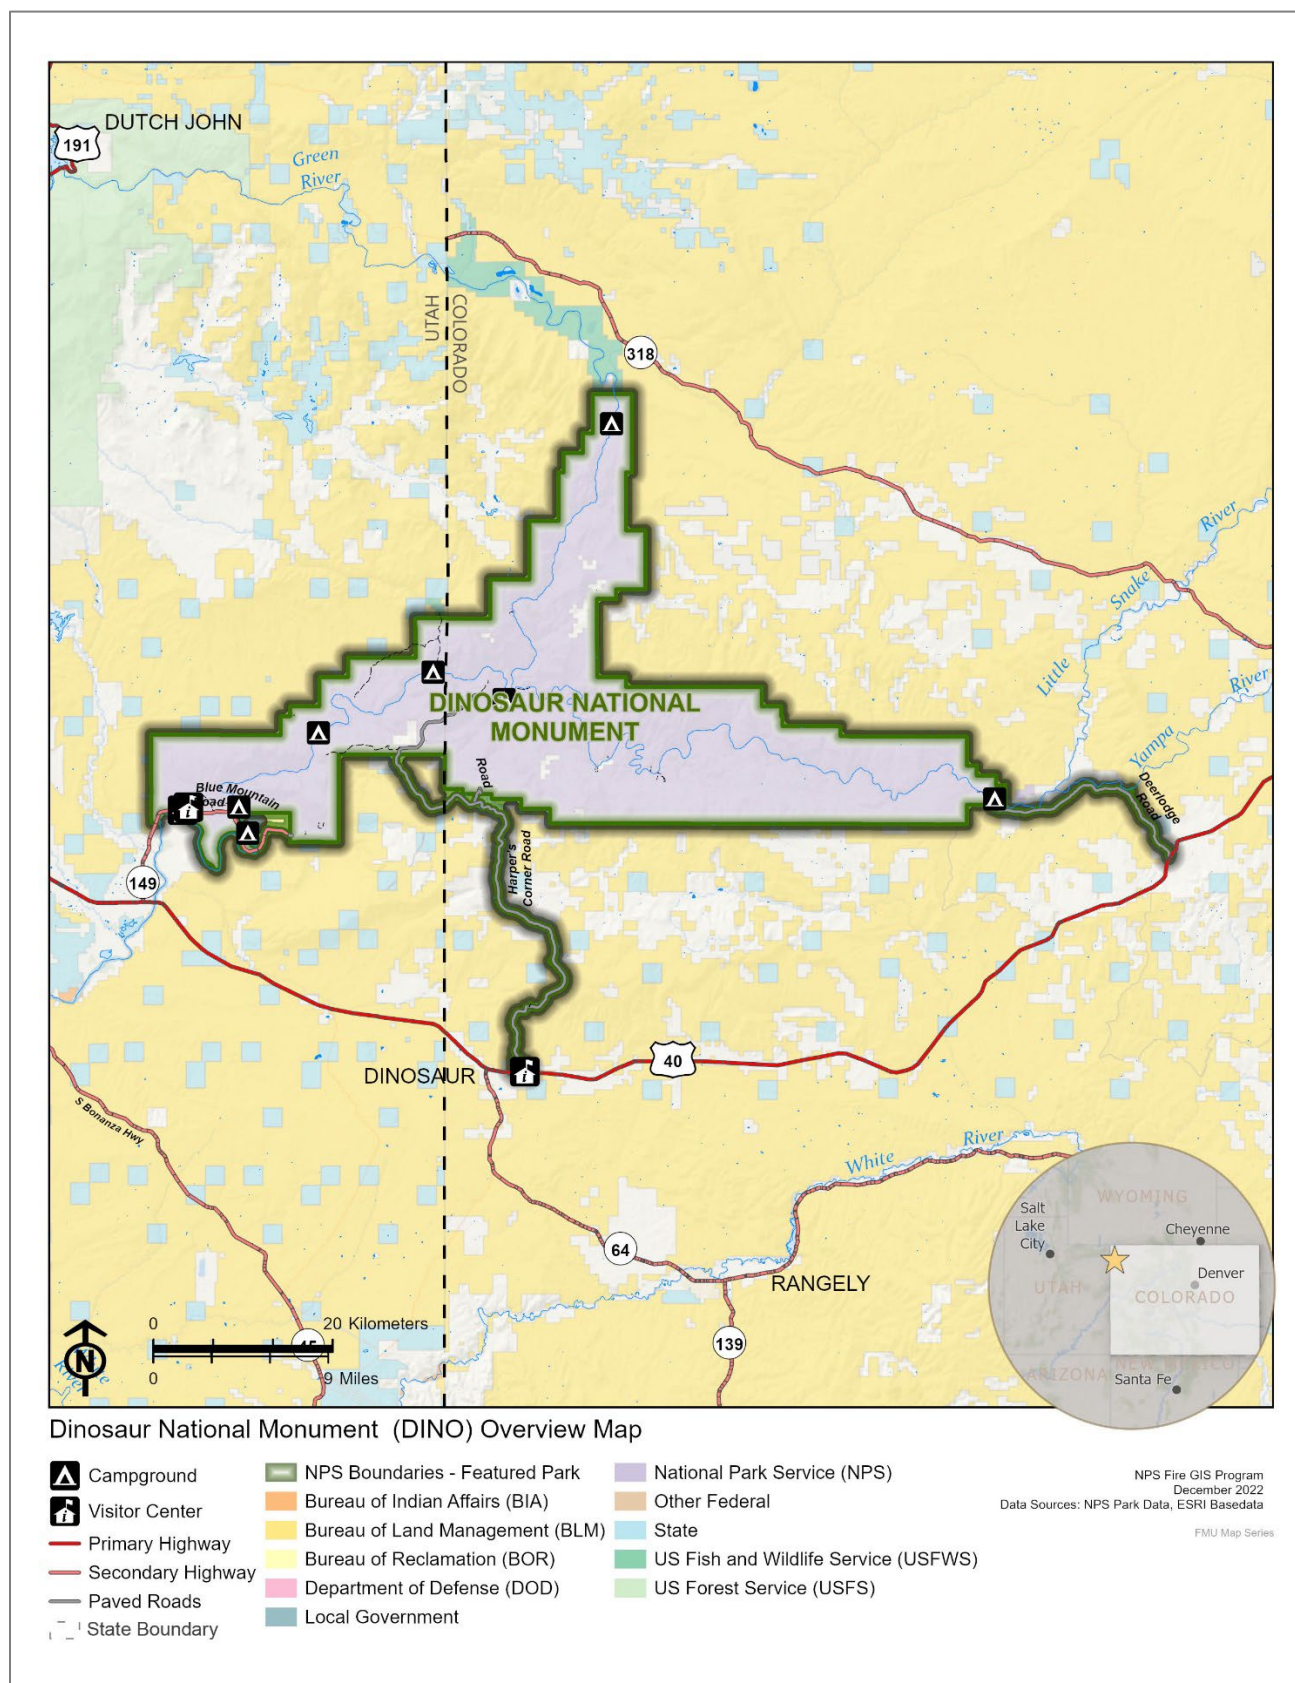 DUTCH JOHN
191
Green
River
COLORADO
UTAH
318
River
Snake
Little
River
Yampa
DINOSAUR NATIONAL
MONUMENT
Blue Mountain
Road
Road
Harper's
Corner Road
Deerlodge
Road
149
40
DINOSAUR
S Bonanza Hwy
White
River
64
RANGELY
139
45
0
20 Kilometers
0
9 Miles
N
River
WYOMING
Salt
Lake
City
Cheyenne
UTAH
Denver
COLORADO
ARIZONA
NEW MEXICO
Santa Fe
Dinosaur National Monument (DINO) Overview Map
Campground
Visitor Center
Primary Highway
Secondary Highway
Paved Roads
State Boundary
NPS Boundaries - Featured Park
Bureau of Indian Affairs (BIA)
Bureau of Land Management (BLM)
Bureau of Reclamation (BOR)
Department of Defense (DOD)
Local Government
National Park Service (NPS)
Other Federal
State
US Fish and Wildlife Service (USFWS)
US Forest Service (USFS)
NPS Fire GIS Program
December 2022
Data Sources: NPS Park Data, ESRI Basedata
FMU Map Series